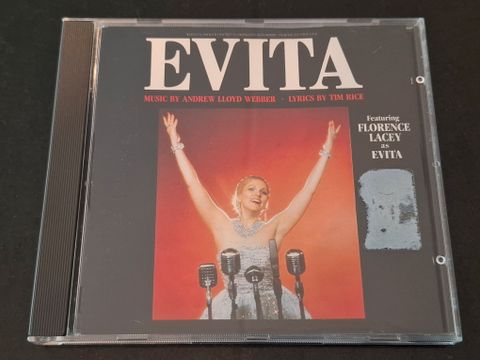 EVITA
MUSIC BY ANDREW LLOYD WEBBER · LYRICS BY TIM RICE
Featuring
FLORENCE
LACEY
as
EVITA